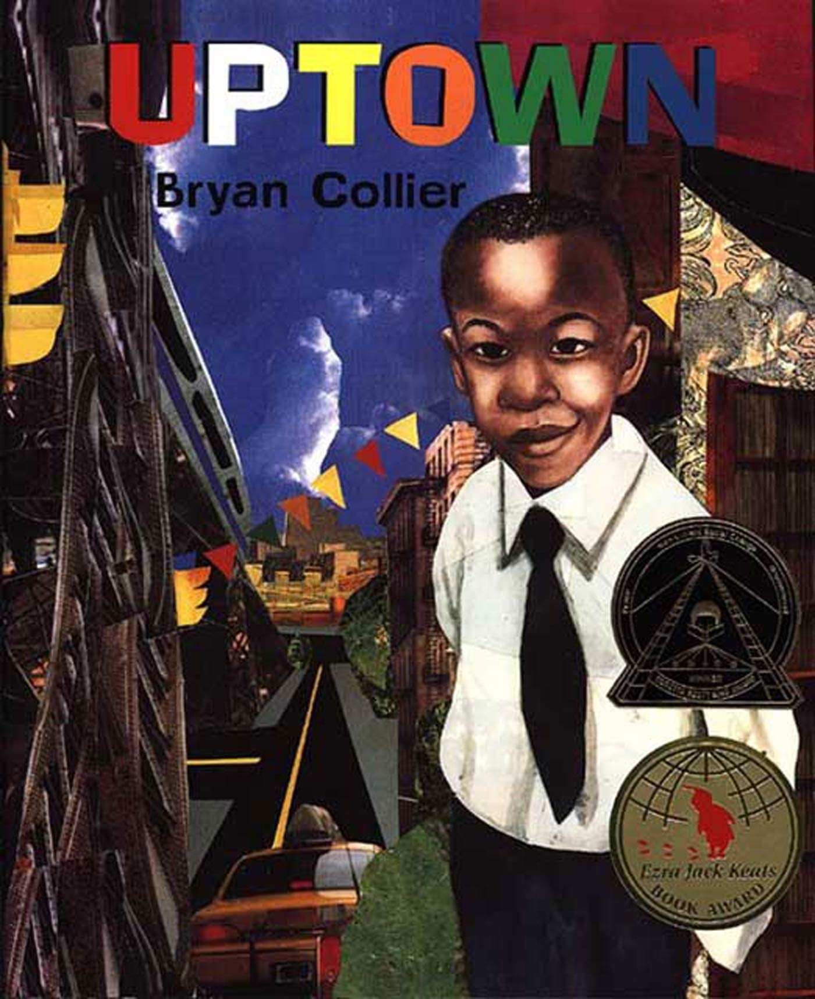 UPTOWN
Bryan Collier
Ezra Jack Keats
BOOK AWARD